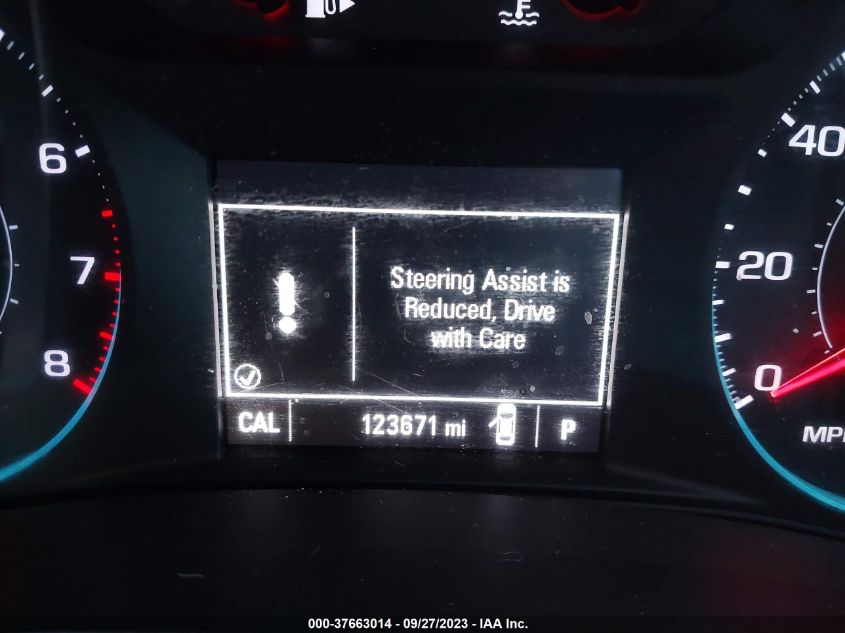 6
7
8
Steering Assist is
Reduced, Drive
with Care
CAL
123671 mi
P
40
20
0
000-37663014 - 09/27/2023 - IAA Inc.